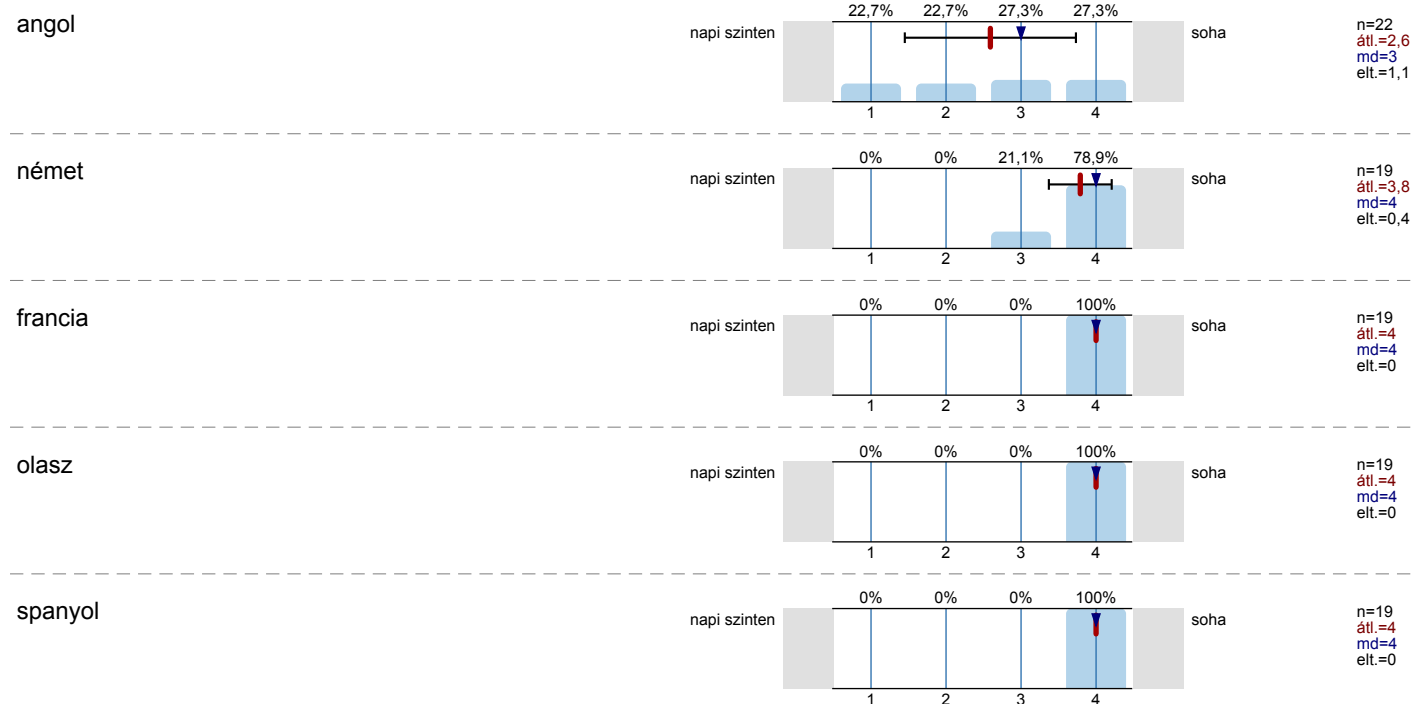 angol
22,7% 22,7% 27,3% 27,3%
napi szinten soha
1 2 3 4
n=22
átl.=2,6
md=3
elt.=1,1
német
0% 0% 21,1% 78,9%
napi szinten soha
1 2 3 4
n=19
átl.=3,8
md=4
elt.=0,4
francia
0% 0% 0% 100%
napi szinten soha
1 2 3 4
n=19
átl.=4
md=4
elt.=0
olasz
0% 0% 0% 100%
napi szinten soha
1 2 3 4
n=19
átl.=4
md=4
elt.=0
spanyol
0% 0% 0% 100%
napi szinten soha
1 2 3 4
n=19
átl.=4
md=4
elt.=0